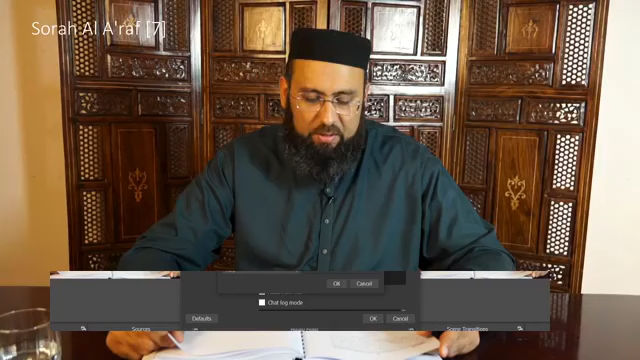 Sorah Al A'raf [7]
OK Cancel
Chat log mode
Defaults OK Cancel
Sources Scene Transitions